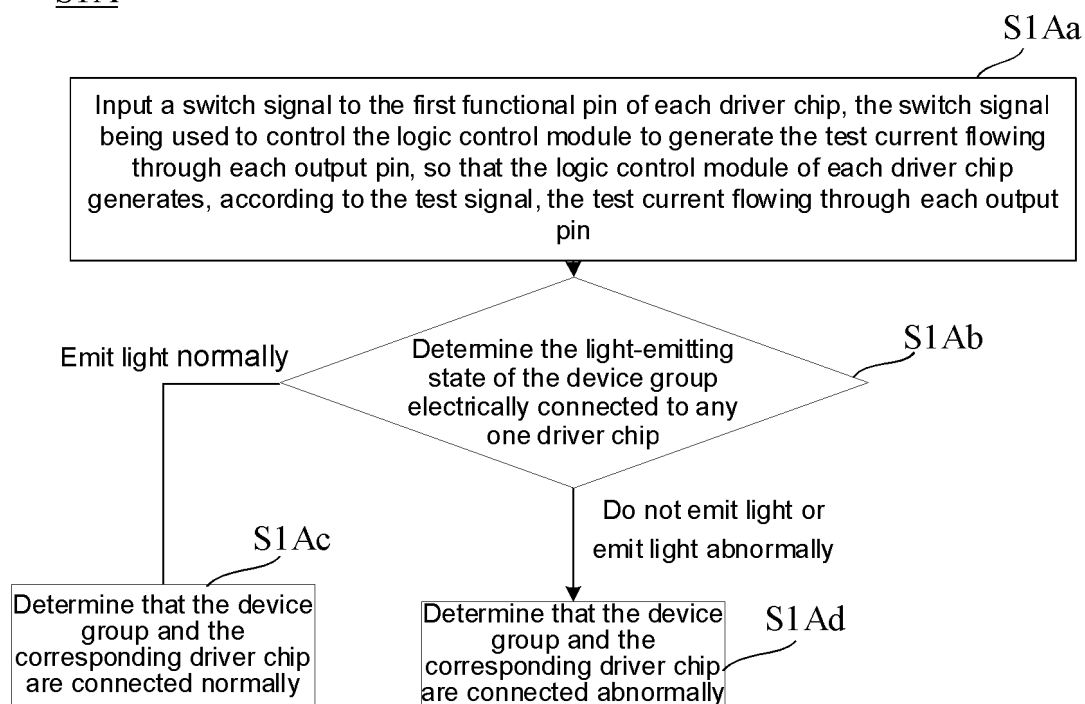 S1A
S1Aa
Input a switch signal to the first functional pin of each driver chip, the switch signal
being used to control the logic control module to generate the test current flowing
through each output pin, so that the logic control module of each driver chip
generates, according to the test signal, the test current flowing through each output
pin
Emit light normally
Determine the light-emitting
state of the device group
electrically connected to any
one driver chip
S1Ab
Do not emit light or
emit light abnormally
S1Ac
Determine that the device
group and the
corresponding driver chip
are connected normally
Determine that the device
group and the
corresponding driver chip
are connected abnormally
S1Ad